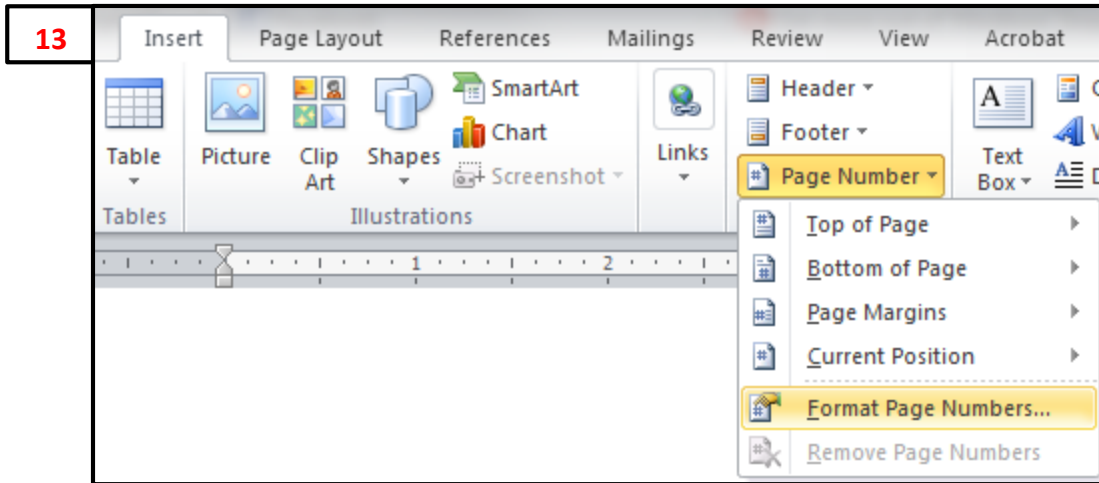 13
Insert Page Layout References Mailings Review View Acrobat
Table
Picture
Clip Art
Shapes
SmartArt
Chart
Screenshot
Links
Header
Footer
Page Number
A
Text Box
Tables
Illustrations
1 2
Top of Page
Bottom of Page
Page Margins
Current Position
Format Page Numbers...
Remove Page Numbers